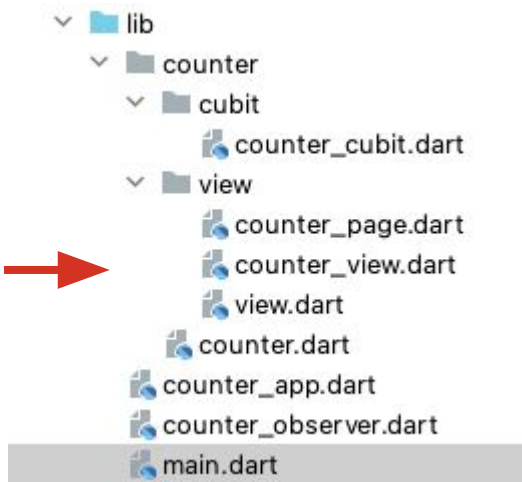 lib
counter
cubit
counter_cubit.dart
view
counter_page.dart
counter_view.dart
view.dart
counter.dart
counter_app.dart
counter_observer.dart
main.dart